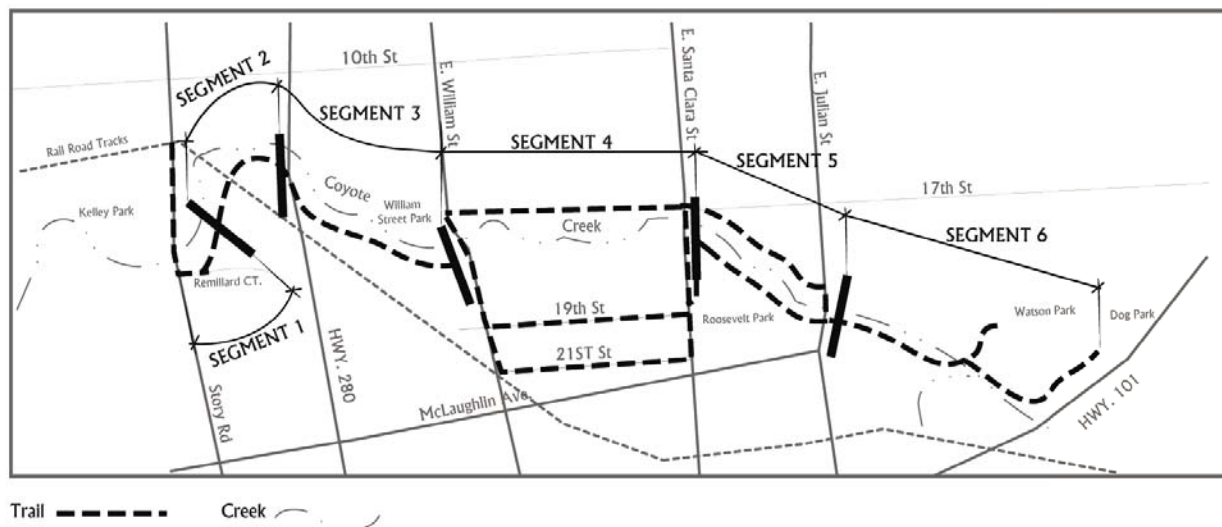 SEGMENT 2
10th St
E. William St
E. Santa Clara St
E. Julian St
SEGMENT 3
SEGMENT 4
SEGMENT 5
Rail Road Tracks
17th St
Kelley Park
Coyote
William
Street Park
Creek
SEGMENT 6
Remillard CT.
19th St
Roosevelt Park
Watson Park
Dog Park
SEGMENT 1
HWY. 280
21ST St
Story Rd
McLaughlin Ave.
HWY. 101
Trail
Creek